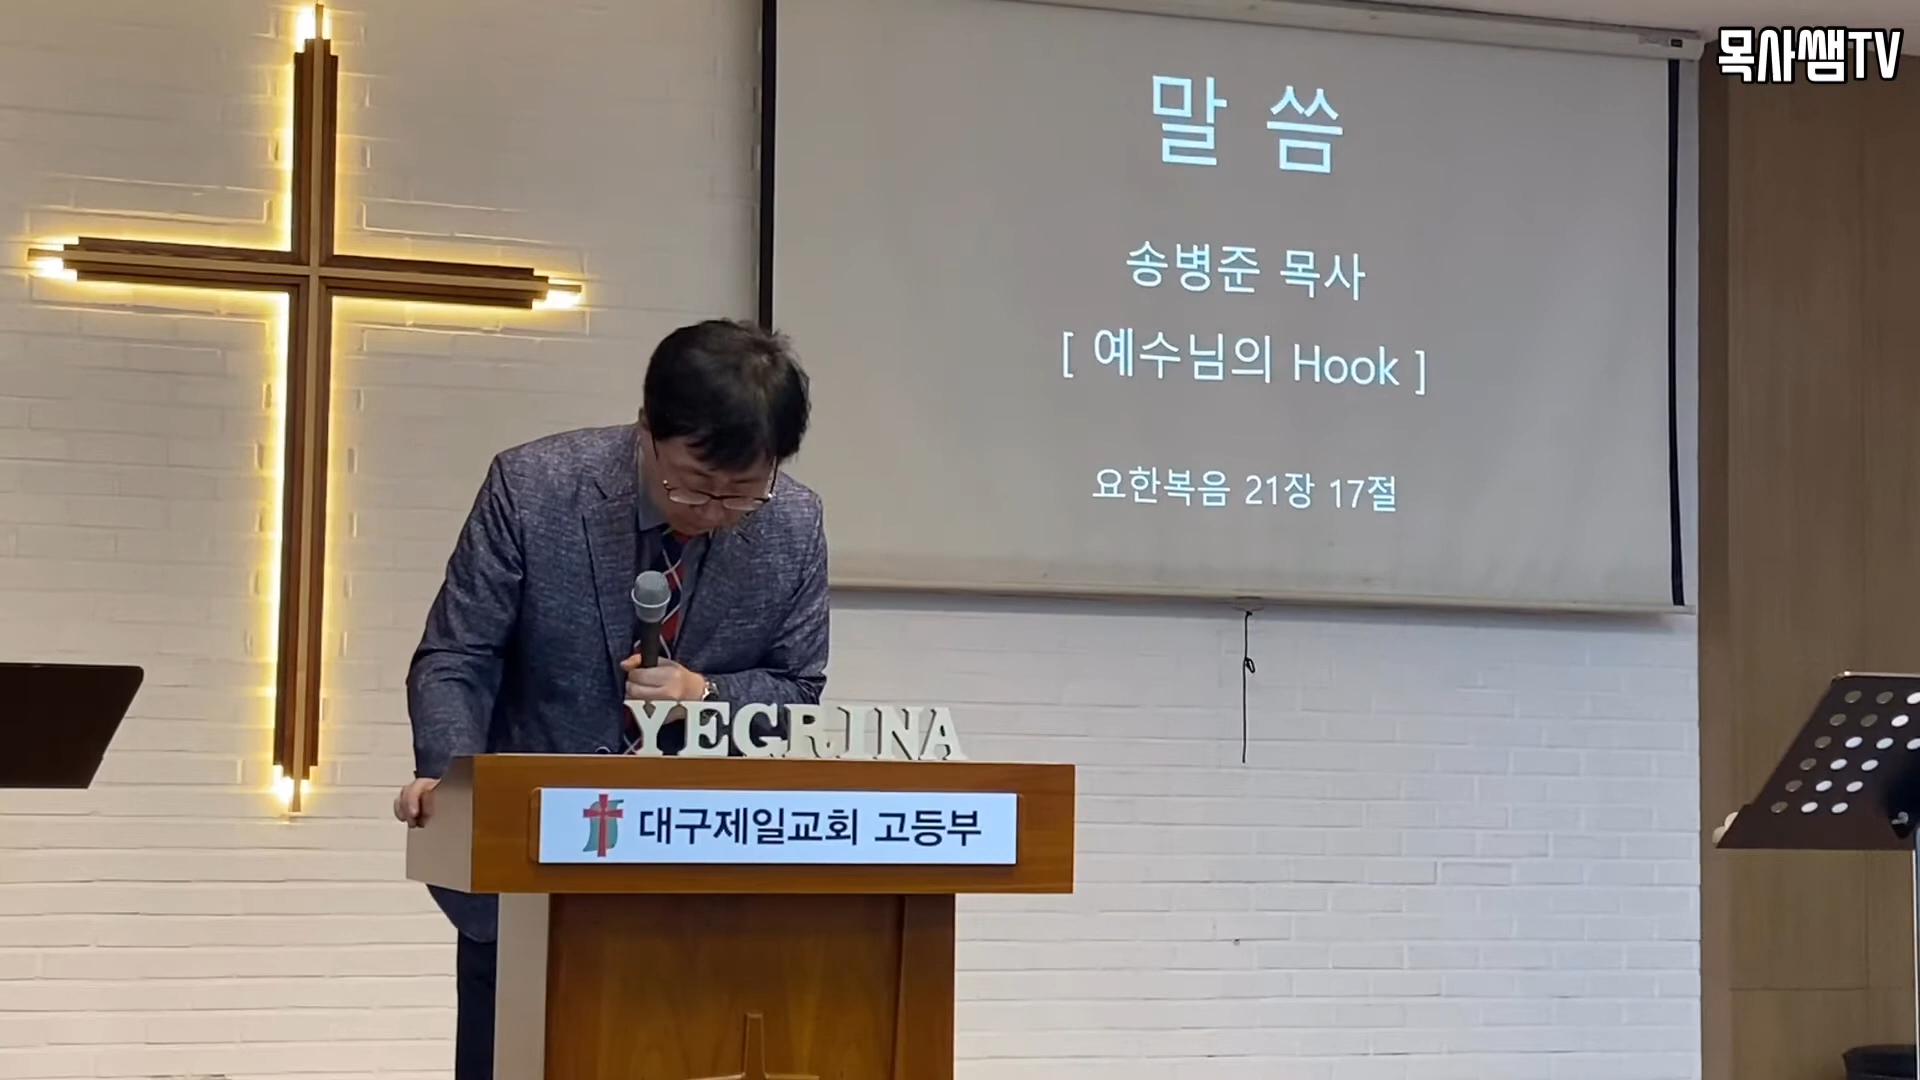 목사쌤TV
말 씀
송병준 목사
[ 예수님의 Hook ]
요한복음 21장 17절
YEGRINA
대구제일교회 고등부